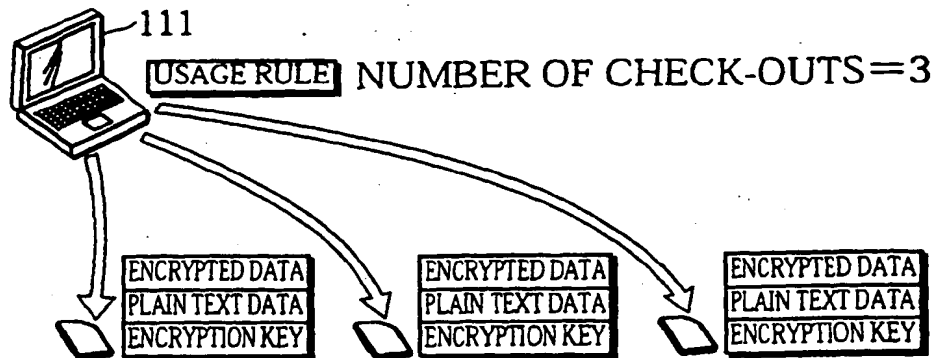 111
USAGE RULE NUMBER OF CHECK-OUTS=3
ENCRYPTED DATA
PLAIN TEXT DATA
ENCRYPTION KEY
ENCRYPTED DATA
PLAIN TEXT DATA
ENCRYPTION KEY
ENCRYPTED DATA
PLAIN TEXT DATA
ENCRYPTION KEY